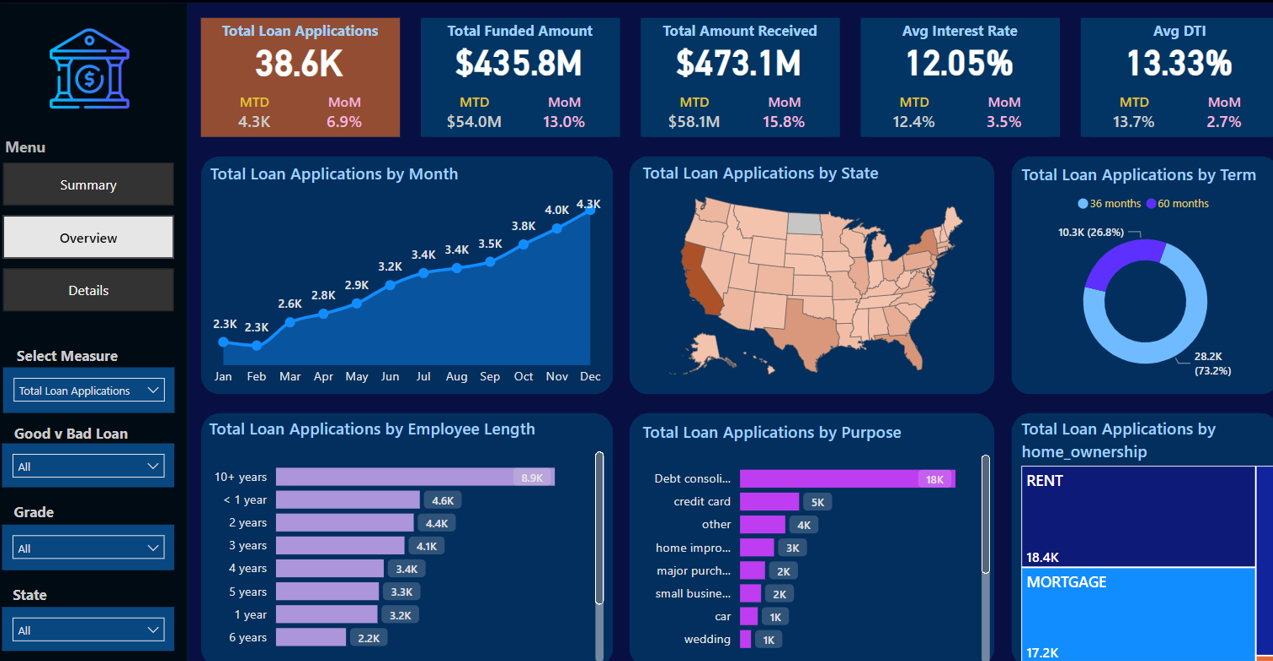 Menu
Summary
Overview
Details
Select Measure
Total Loan Applications
Good v Bad Loan
All
Grade
All
State
All
Total Loan Applications
38.6K
MTD MoM
4.3K 6.9%
Total Funded Amount
$435.8M
MTD MoM
$54.0M 13.0%
Total Amount Received
$473.1M
MTD MoM
$58.1M 15.8%
Avg Interest Rate
12.05%
MTD MoM
12.4% 3.5%
Avg DTI
13.33%
MTD MoM
13.7% 2.7%
Total Loan Applications by Month
2.3K 2.3K 2.6K 2.8K 2.9K 3.2K 3.4K 3.4K 3.5K 3.8K 4.0K 4.3K
Jan Feb Mar Apr May Jun Jul Aug Sep Oct Nov Dec
Total Loan Applications by State
Total Loan Applications by Term
36 months 60 months
10.3K (26.8%)
28.2K
(73.2%)
Total Loan Applications by Employee Length
10+ years 8.9K
< 1 year 4.6K
2 years 4.4K
3 years 4.1K
4 years 3.4K
5 years 3.3K
1 year 3.2K
6 years 2.2K
Total Loan Applications by Purpose
Debt consoli... 18K
credit card 5K
other 4K
home impro... 3K
major purch... 2K
small busine... 2K
car 1K
wedding 1K
Total Loan Applications by
home_ownership
RENT
18.4K
MORTGAGE
17.2K